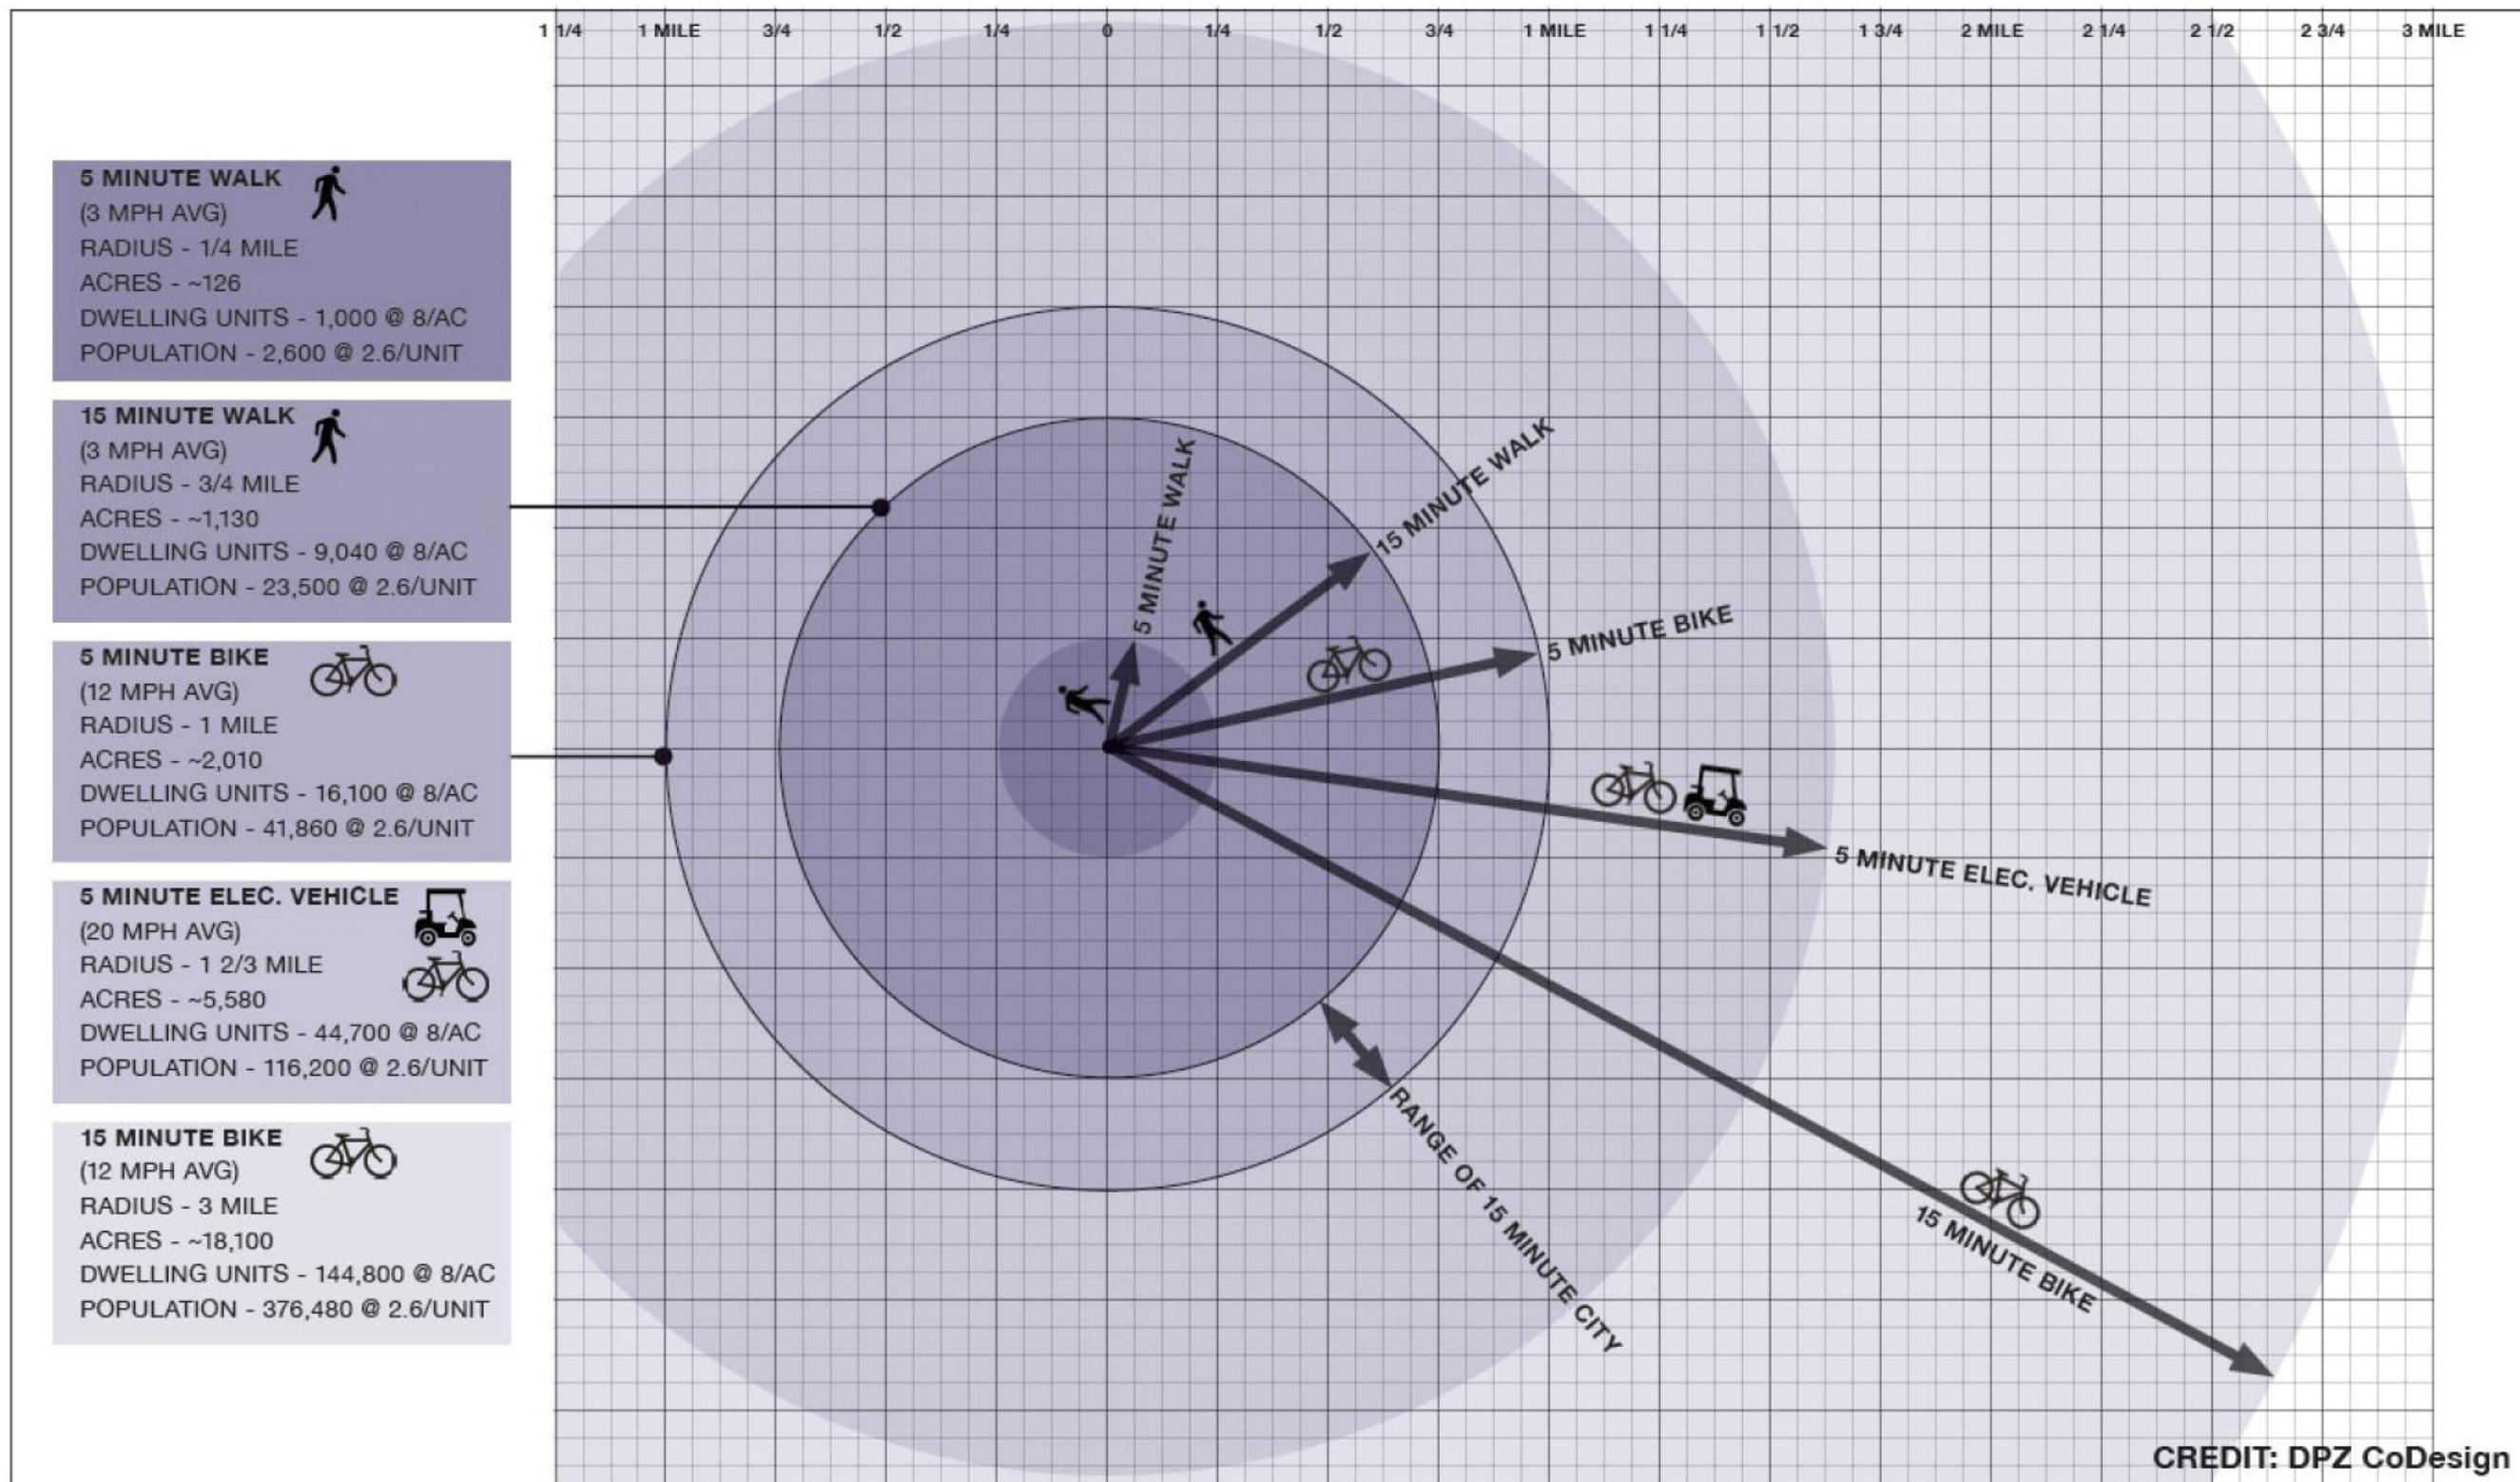 1 1/4 1 MILE 3/4 1/2 1/4 0 1/4 1/2 3/4 1 MILE 1 1/4 1 1/2 1 3/4 2 MILE 2 1/4 2 1/2 2 3/4 3 MILE
5 MINUTE WALK
(3 MPH AVG)
RADIUS - 1/4 MILE
ACRES - ~126
DWELLING UNITS - 1,000 @ 8/AC
POPULATION - 2,600 @ 2.6/UNIT
15 MINUTE WALK
(3 MPH AVG)
RADIUS - 3/4 MILE
ACRES - ~1,130
DWELLING UNITS - 9,040 @ 8/AC
POPULATION - 23,500 @ 2.6/UNIT
5 MINUTE BIKE
(12 MPH AVG)
RADIUS - 1 MILE
ACRES - ~2,010
DWELLING UNITS - 16,100 @ 8/AC
POPULATION - 41,860 @ 2.6/UNIT
5 MINUTE ELEC. VEHICLE
(20 MPH AVG)
RADIUS - 1 2/3 MILE
ACRES - ~5,580
DWELLING UNITS - 44,700 @ 8/AC
POPULATION - 116,200 @ 2.6/UNIT
15 MINUTE BIKE
(12 MPH AVG)
RADIUS - 3 MILE
ACRES - ~18,100
DWELLING UNITS - 144,800 @ 8/AC
POPULATION - 376,480 @ 2.6/UNIT
5 MINUTE WALK
15 MINUTE WALK
5 MINUTE BIKE
5 MINUTE ELEC. VEHICLE
RANGE OF 15 MINUTE CITY
15 MINUTE BIKE
CREDIT: DPZ CoDesign